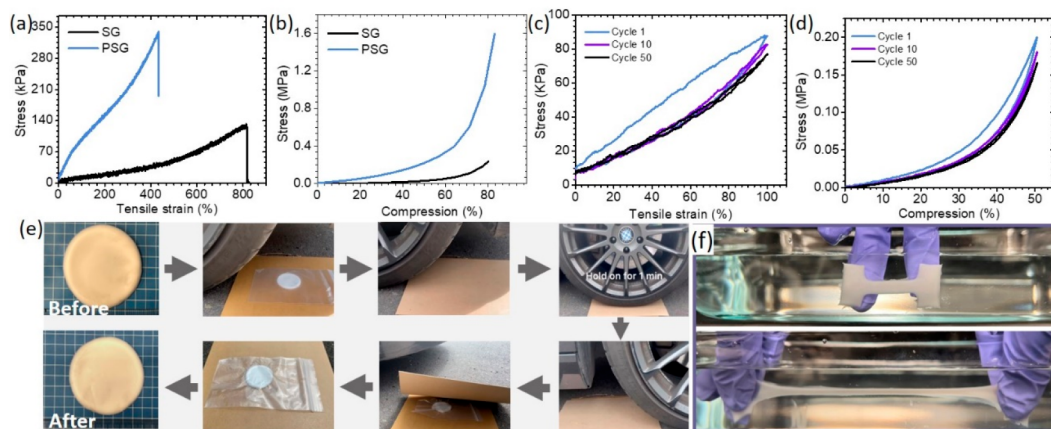 (a)
SG
PSG
Stress (kPa)
350
280
210
140
70
0
0 200 400 600 800
Tensile strain (%)
(b)
SG
PSG
Stress (MPa)
1.6
1.2
0.8
0.4
0.0
0 20 40 60 80
Compression (%)
(c)
Cycle 1
Cycle 10
Cycle 50
Stress (KPa)
100
80
60
40
20
0
0 20 40 60 80 100
Tensile strain (%)
(d)
Cycle 1
Cycle 10
Cycle 50
Stress (MPa)
0.20
0.15
0.10
0.05
0.00
0 10 20 30 40 50
Compression (%)
(e)
Before
Hold on for 1 min
After
(f)